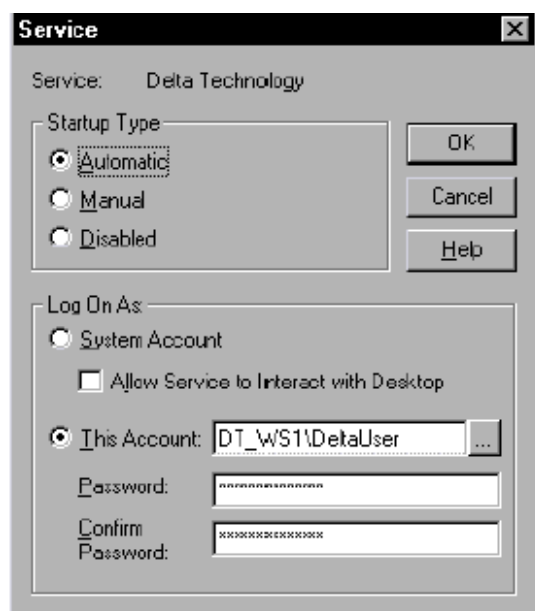 Service
Service: Delta Technology
Startup Type
Automatic
Manual
Disabled
OK
Cancel
Help
Log On As:
System Account
Allow Service to Interact with Desktop
This Account: DT_WS1\DeltaUser ...
Password: **************
Confirm Password: **************